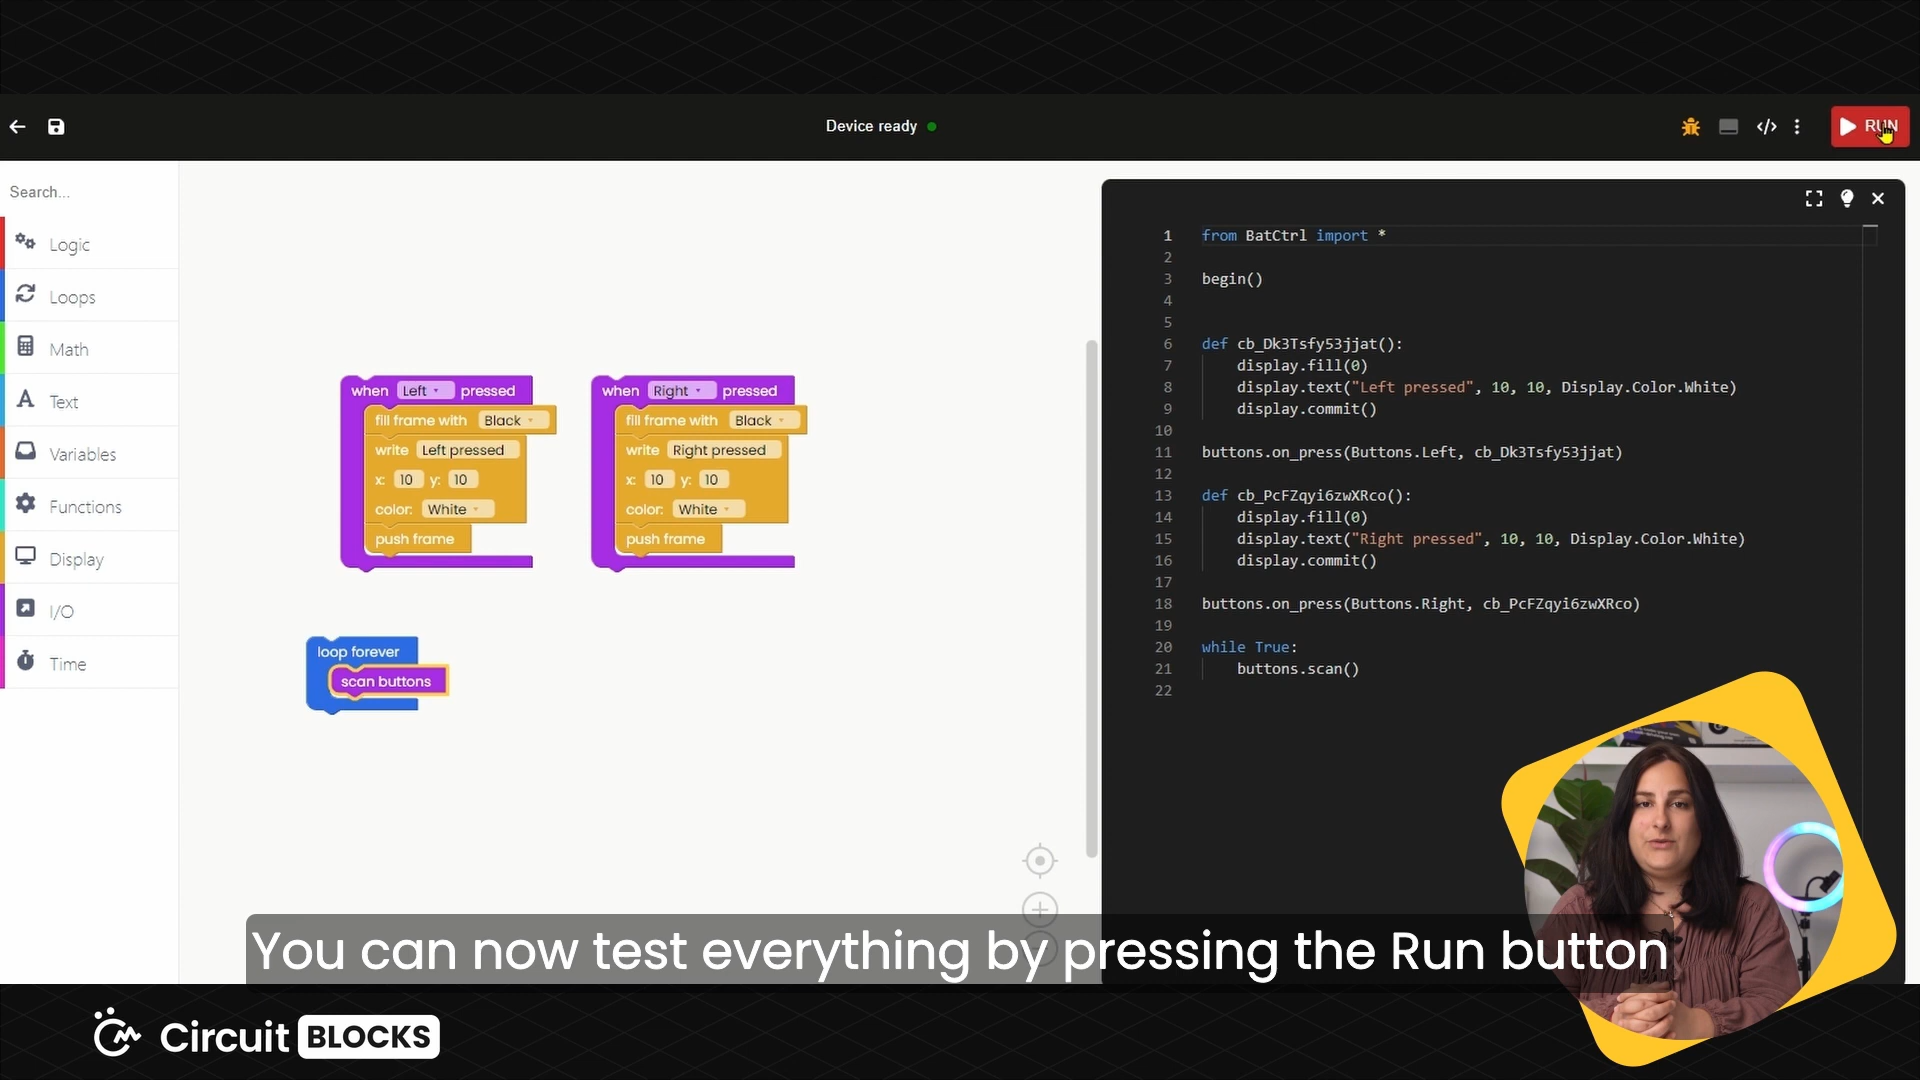 Device ready
RUN
Search...
Logic
Loops
Math
Text
Variables
Functions
Display
I/O
Time
when Left pressed
fill frame with Black
write Left pressed
x: 10 y: 10
color: White
push frame
when Right pressed
fill frame with Black
write Right pressed
x: 10 y: 10
color: White
push frame
loop forever
scan buttons
1 from BatCtrl import *
2
3 begin()
4
5
6 def cb_Dk3Tsfy53jjat():
7 display.fill(0)
8 display.text("Left pressed", 10, 10, Display.Color.White)
9 display.commit()
10
11 buttons.on_press(Buttons.Left, cb_Dk3Tsfy53jjat)
12
13 def cb_PcFZqyi6zwXRco():
14 display.fill(0)
15 display.text("Right pressed", 10, 10, Display.Color.White)
16 display.commit()
17
18 buttons.on_press(Buttons.Right, cb_PcFZqyi6zwXRco)
19
20 while True:
21 buttons.scan()
22
You can now test everything by pressing the Run button
Circuit BLOCKS